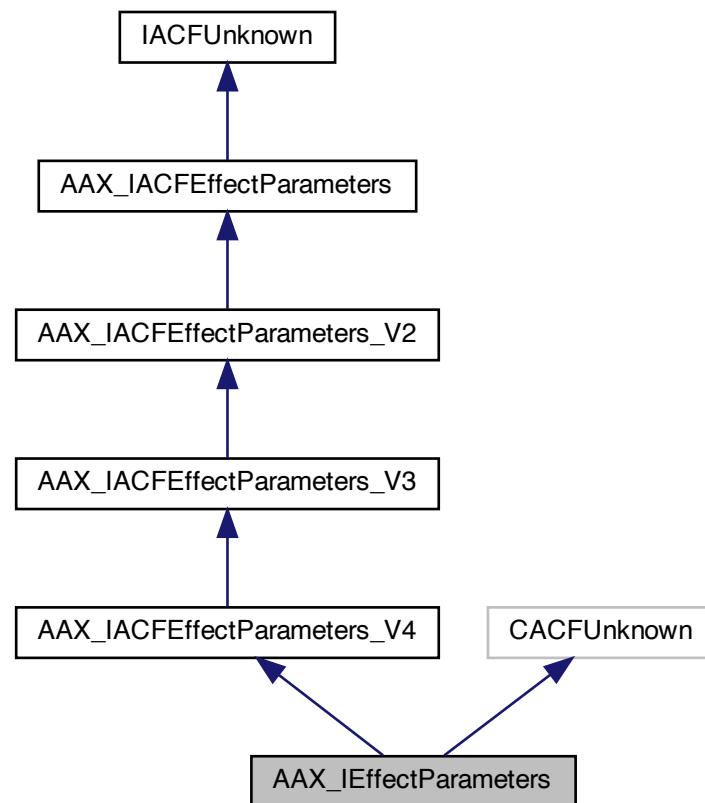 IACFUnknown
AAX_IACFEffectParameters
AAX_IACFEffectParameters_V2
AAX_IACFEffectParameters_V3
AAX_IACFEffectParameters_V4
CACFUnknown
AAX_IEffectParameters